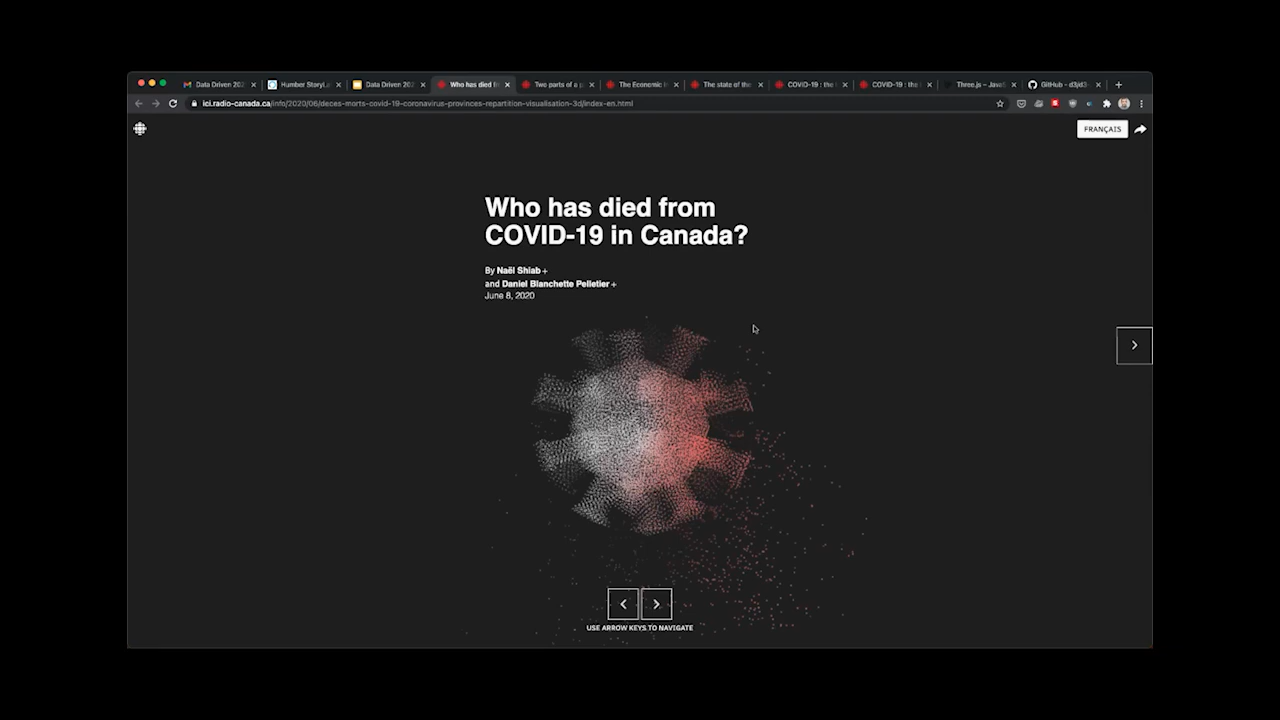 Data Driven 202
Humber StoryLa
Data Driven 202
Who has died fr
Two parts of a p
The Economic I
The state of the
COVID-19 : the
COVID-19 : the
Three.js – JavaS
GitHub - d3/d3
ici.radio-canada.ca/info/2020/06/deces-morts-covid-19-coronavirus-provinces-repartition-visualisation-3d/index-en.html
FRANÇAIS
Who has died from
COVID-19 in Canada?
By Naël Shiab +
and Daniel Blanchette Pelletier +
June 8, 2020
USE ARROW KEYS TO NAVIGATE